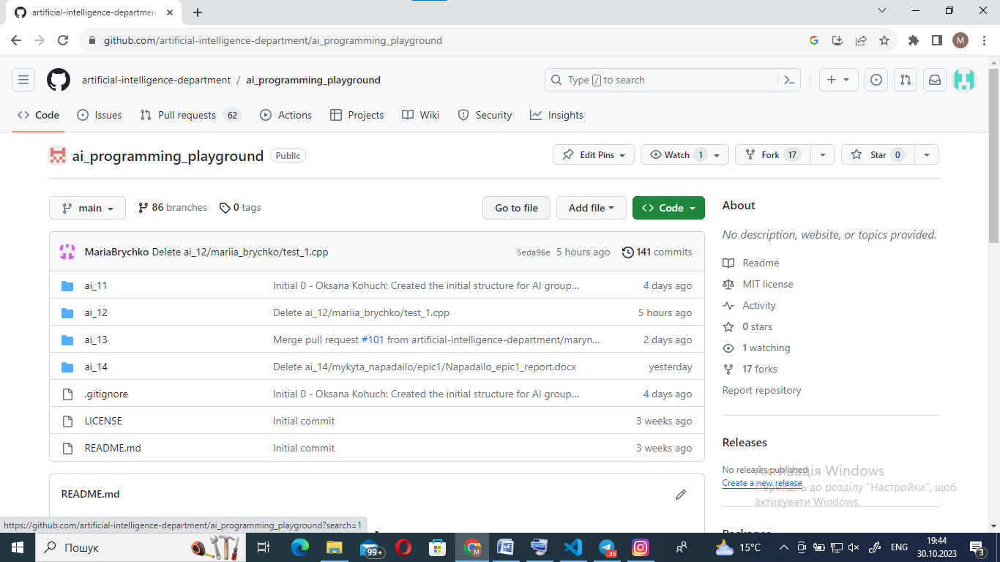 artificial-intelligence-departmen
github.com/artificial-intelligence-department/ai_programming_playground
M
artificial-intelligence-department / ai_programming_playground
Type / to search
Code Issues Pull requests 62 Actions Projects Wiki Security Insights
ai_programming_playground Public
Edit Pins Watch 1 Fork 17 Star 0
main 86 branches 0 tags Go to file Add file Code
MariaBrychko Delete ai_12/mariia_brychko/test_1.cpp 5eda96e 5 hours ago 141 commits
ai_11 Initial 0 - Oksana Kohuch: Created the initial structure for AI group... 4 days ago
ai_12 Delete ai_12/mariia_brychko/test_1.cpp 5 hours ago
ai_13 Merge pull request #101 from artificial-intelligence-department/maryn... 2 days ago
ai_14 Delete ai_14/mykyta_napadailo/epic1/Napadailo_epic1_report.docx yesterday
.gitignore Initial 0 - Oksana Kohuch: Created the initial structure for AI group... 4 days ago
LICENSE Initial commit 3 weeks ago
README.md Initial commit 3 weeks ago
README.md
About
No description, website, or topics provided.
Readme
MIT license
Activity
0 stars
1 watching
17 forks
Report repository
Releases
No releases published
Create a new release
Активація Windows
Перейдіть до розділу "Настройки", щоб
активувати Windows.
Packages
https://github.com/artificial-intelligence-department/ai_programming_playground?search=1
Пошук
99+
M
36
15°C
ENG
19:44
30.10.2023
3